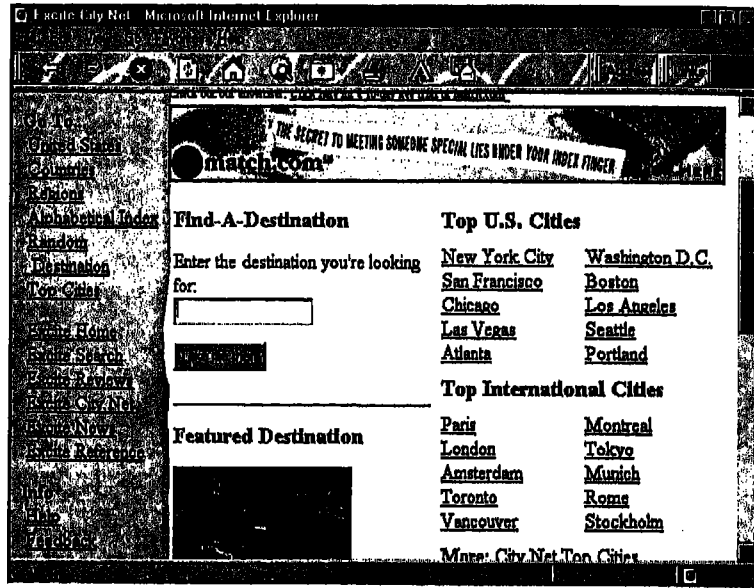 Excite City Net - Microsoft Internet Explorer
THE SECRET TO MEETING SOMEONE SPECIAL LIES UNDER YOUR INDEX FINGER
match.com
Go To
United States
Countries
Regions
Alphabetical Index
Random
Destination
Top Cities
Excite Home
Excite Search
Excite Reviews
Excite City.Net
Excite News
Excite Reference
Info
Help
Feedback
Find-A-Destination
Enter the destination you're looking
for:
Featured Destination
Top U.S. Cities
New York City Washington D.C.
San Francisco Boston
Chicago Los Angeles
Las Vegas Seattle
Atlanta Portland
Top International Cities
Paris Montreal
London Tokyo
Amsterdam Munich
Toronto Rome
Vancouver Stockholm
More: City.Net Top Cities